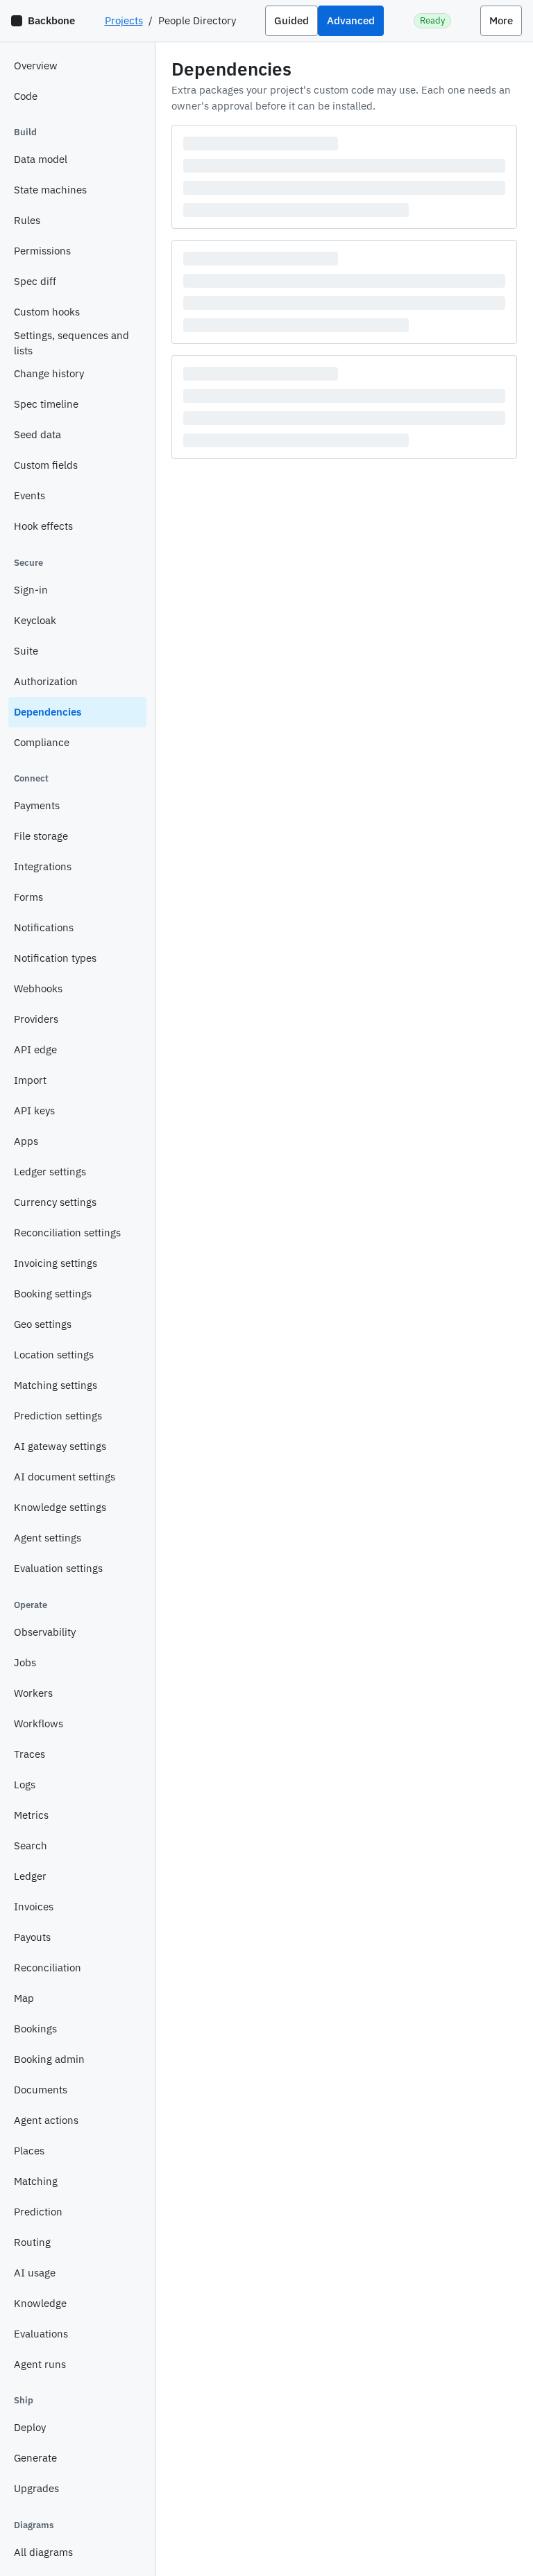 Backbone
Projects / People Directory
Guided
Advanced
Ready
More
Overview
Code
Build
Data model
State machines
Rules
Permissions
Spec diff
Custom hooks
Settings, sequences and
lists
Change history
Spec timeline
Seed data
Custom fields
Events
Hook effects
Secure
Sign-in
Keycloak
Suite
Authorization
Dependencies
Compliance
Connect
Payments
File storage
Integrations
Forms
Notifications
Notification types
Webhooks
Providers
API edge
Import
API keys
Apps
Ledger settings
Currency settings
Reconciliation settings
Invoicing settings
Booking settings
Geo settings
Location settings
Matching settings
Prediction settings
AI gateway settings
AI document settings
Knowledge settings
Agent settings
Evaluation settings
Operate
Observability
Jobs
Workers
Workflows
Traces
Logs
Metrics
Search
Ledger
Invoices
Payouts
Reconciliation
Map
Bookings
Booking admin
Documents
Agent actions
Places
Matching
Prediction
Routing
AI usage
Knowledge
Evaluations
Agent runs
Ship
Deploy
Generate
Upgrades
Diagrams
All diagrams
Dependencies
Extra packages your project's custom code may use. Each one needs an
owner's approval before it can be installed.